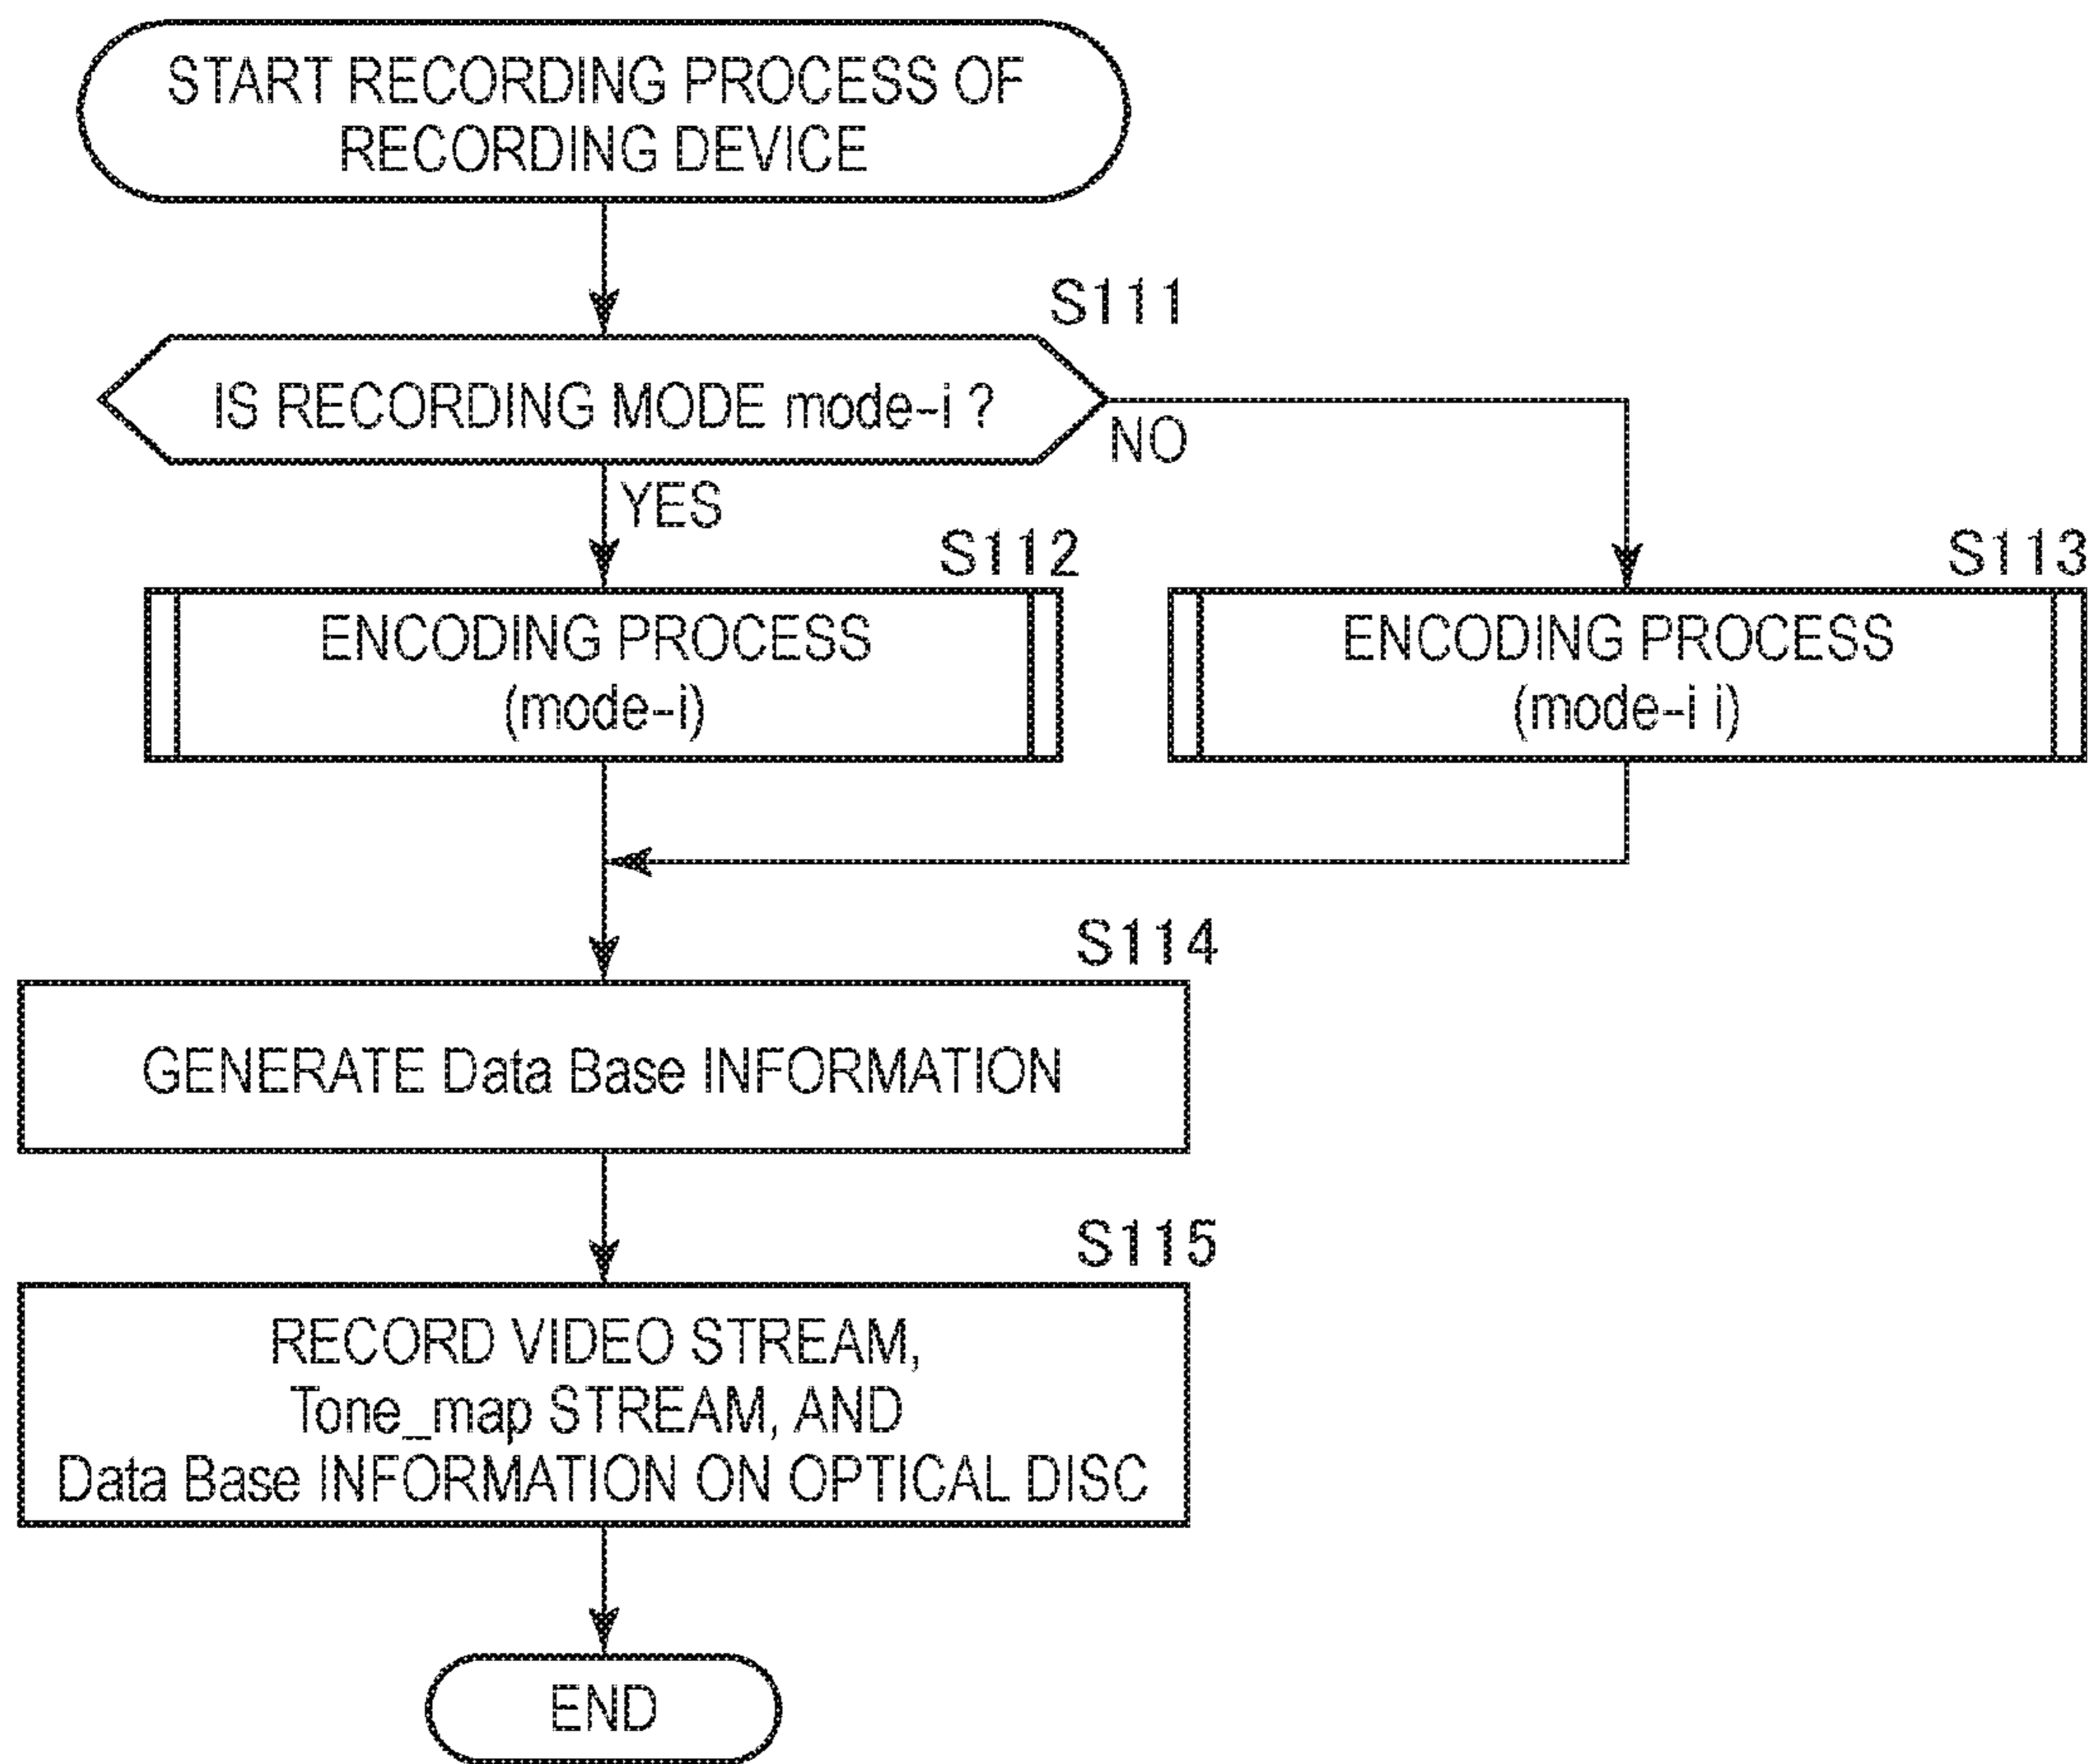 START RECORDING PROCESS OF
RECORDING DEVICE
S111
IS RECORDING MODE mode-i ?
NO
YES
S112
ENCODING PROCESS
(mode-i)
S113
ENCODING PROCESS
(mode-i i)
S114
GENERATE Data Base INFORMATION
S115
RECORD VIDEO STREAM,
Tone_map STREAM, AND
Data Base INFORMATION ON OPTICAL DISC
END